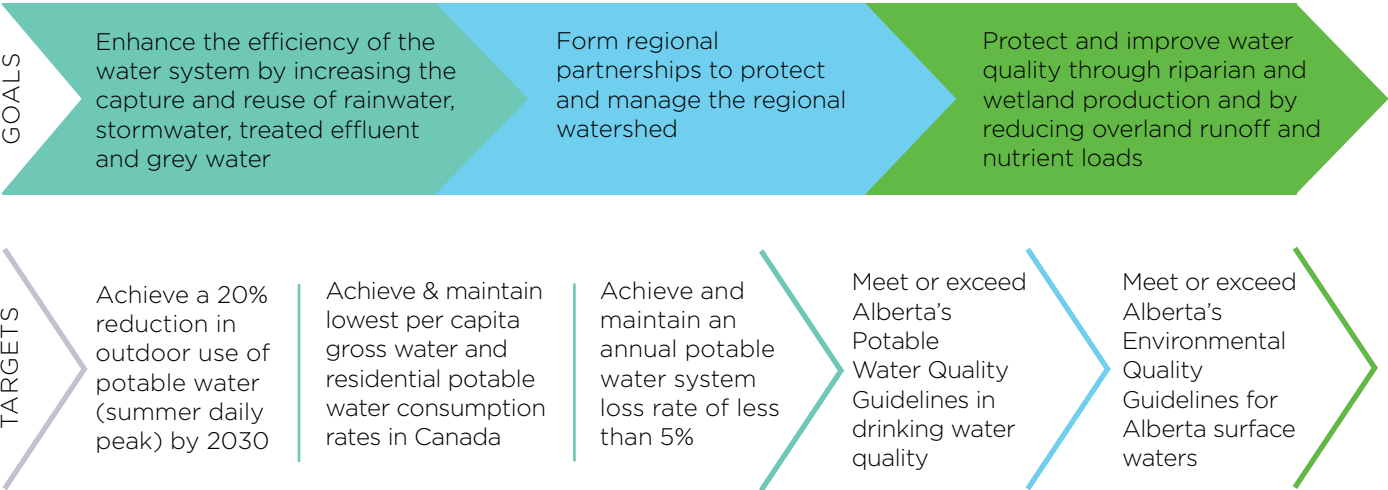 GOALS
Enhance the efficiency of the
water system by increasing the
capture and reuse of rainwater,
stormwater, treated effluent
and grey water
Form regional
partnerships to protect
and manage the regional
watershed
Protect and improve water
quality through riparian and
wetland production and by
reducing overland runoff and
nutrient loads
TARGETS
Achieve a 20%
reduction in
outdoor use of
potable water
(summer daily
peak) by 2030
Achieve & maintain
lowest per capita
gross water and
residential potable
water consumption
rates in Canada
Achieve and
maintain an
annual potable
water system
loss rate of less
than 5%
Meet or exceed
Alberta's
Potable
Water Quality
Guidelines in
drinking water
quality
Meet or exceed
Alberta's
Environmental
Quality
Guidelines for
Alberta surface
waters